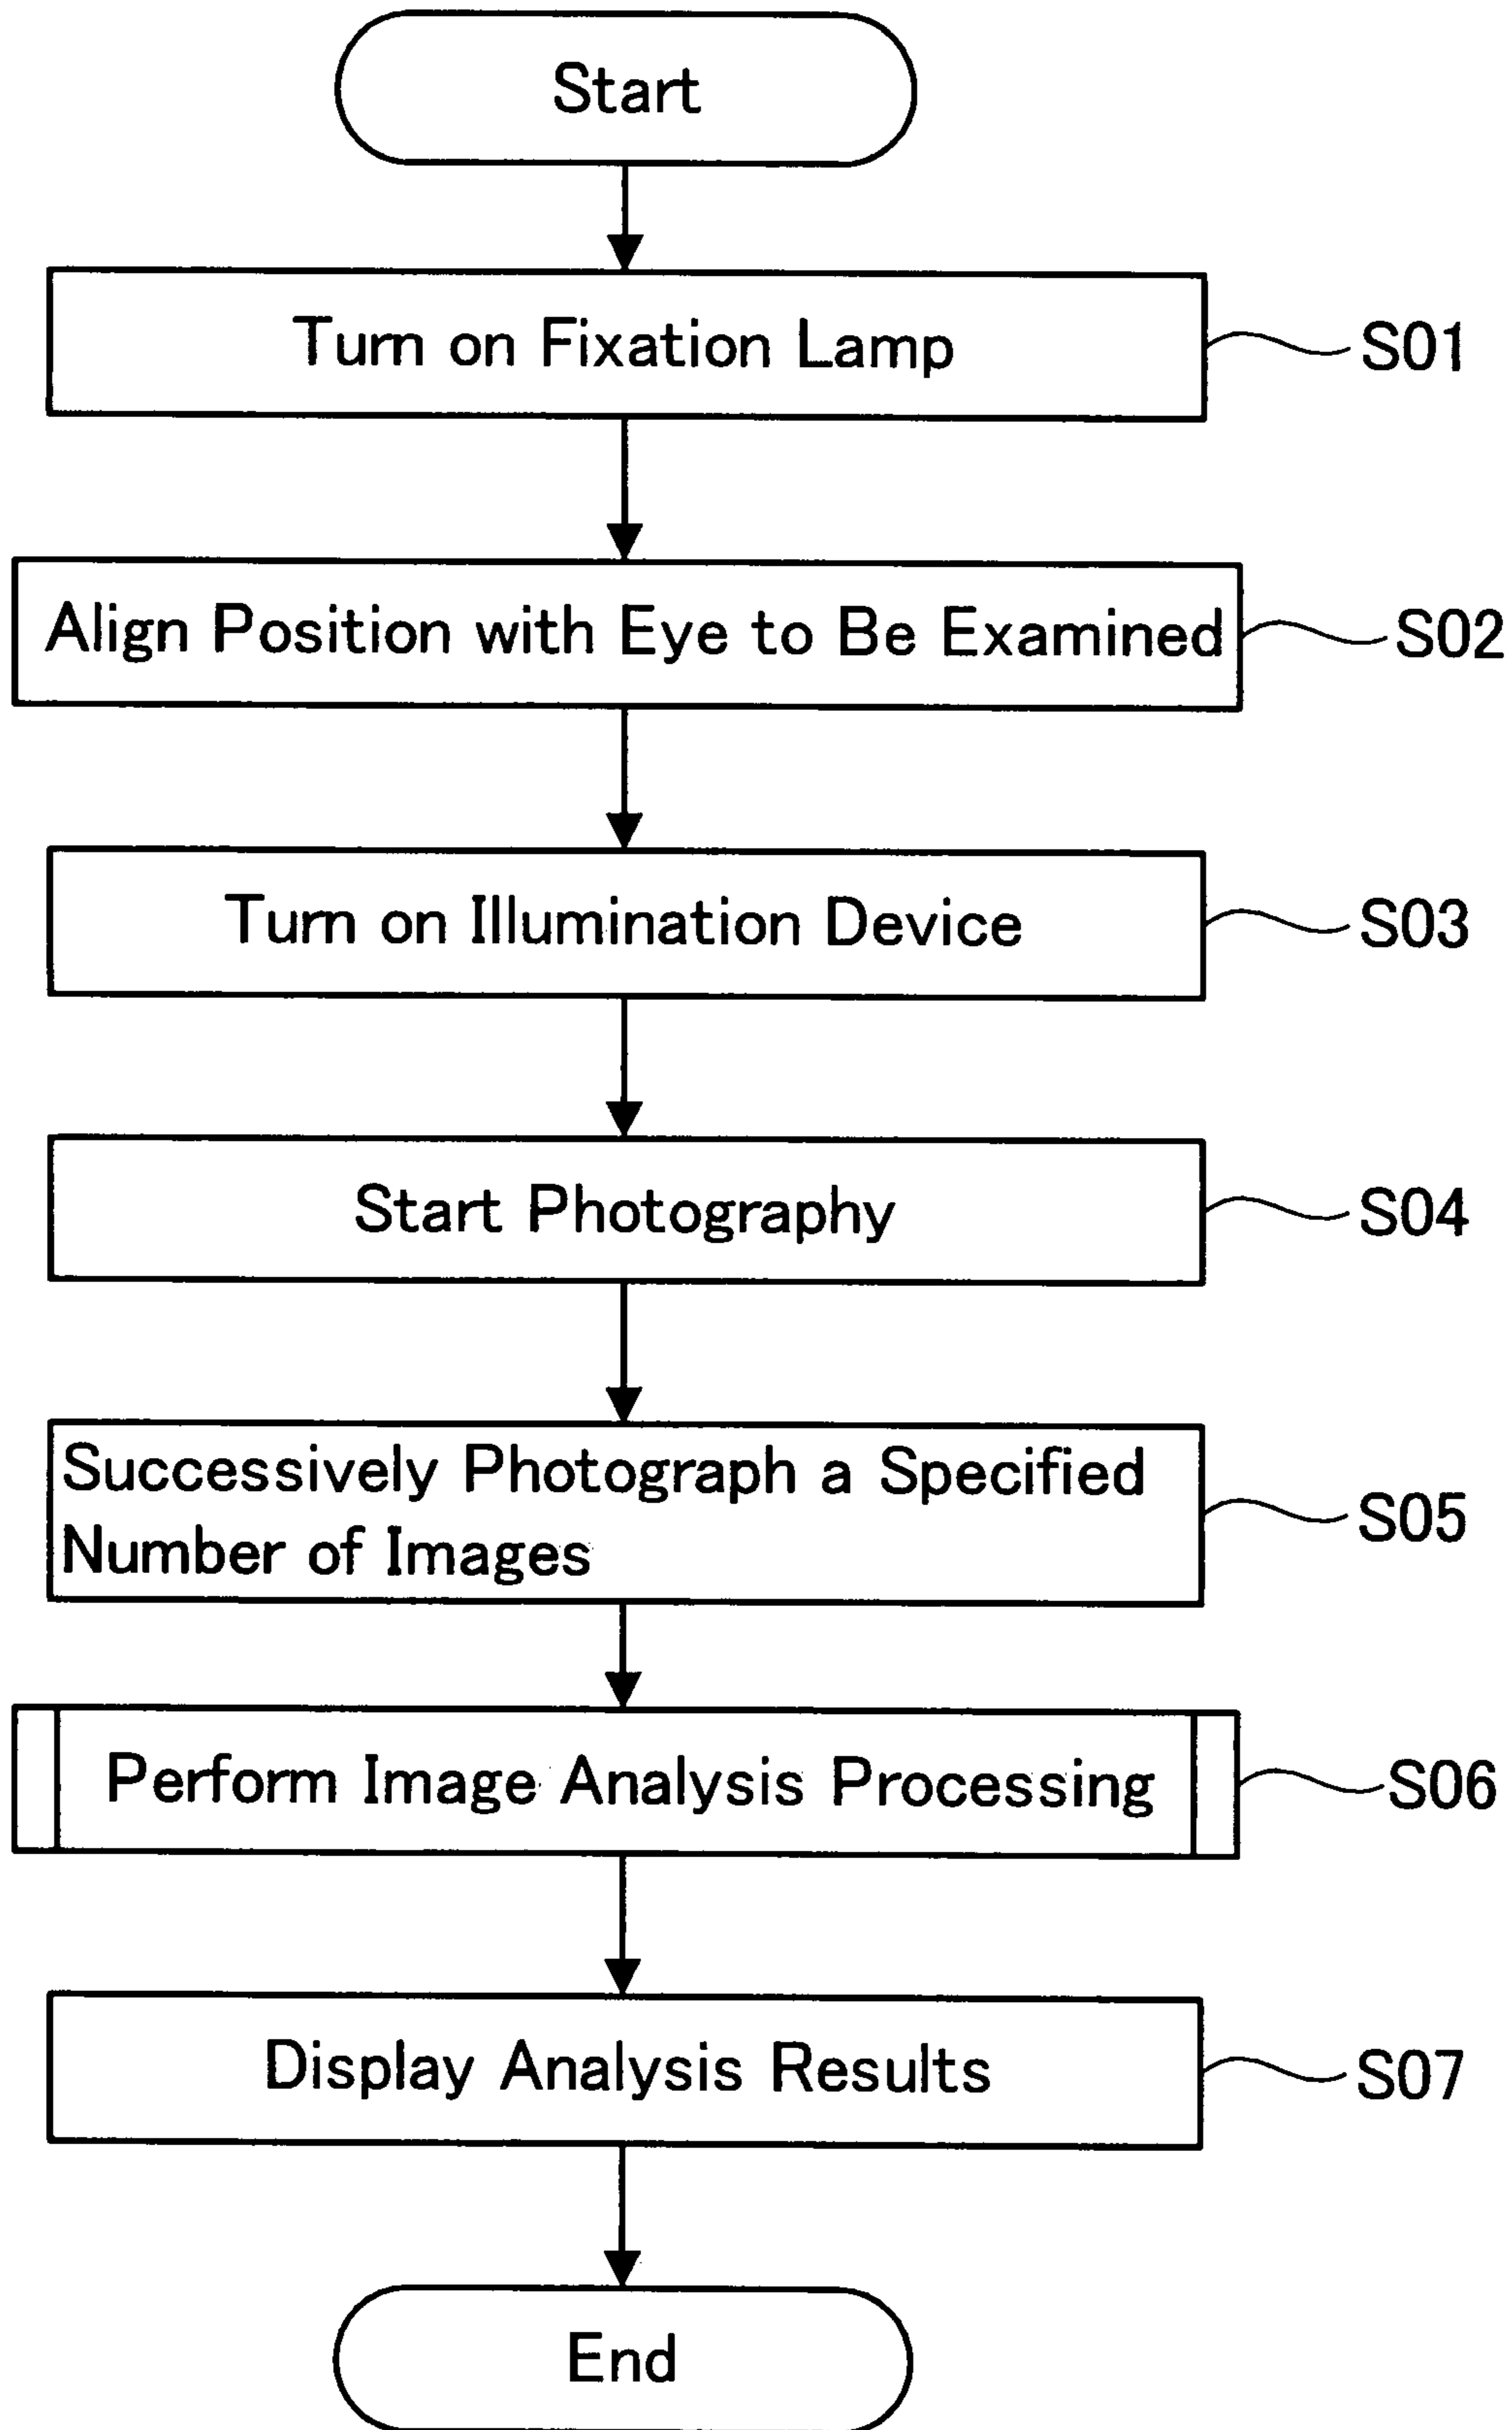 Start
Turn on Fixation Lamp
S01
Align Position with Eye to Be Examined
S02
Turn on Illumination Device
S03
Start Photography
S04
Successively Photograph a Specified
Number of Images
S05
Perform Image Analysis Processing
S06
Display Analysis Results
S07
End